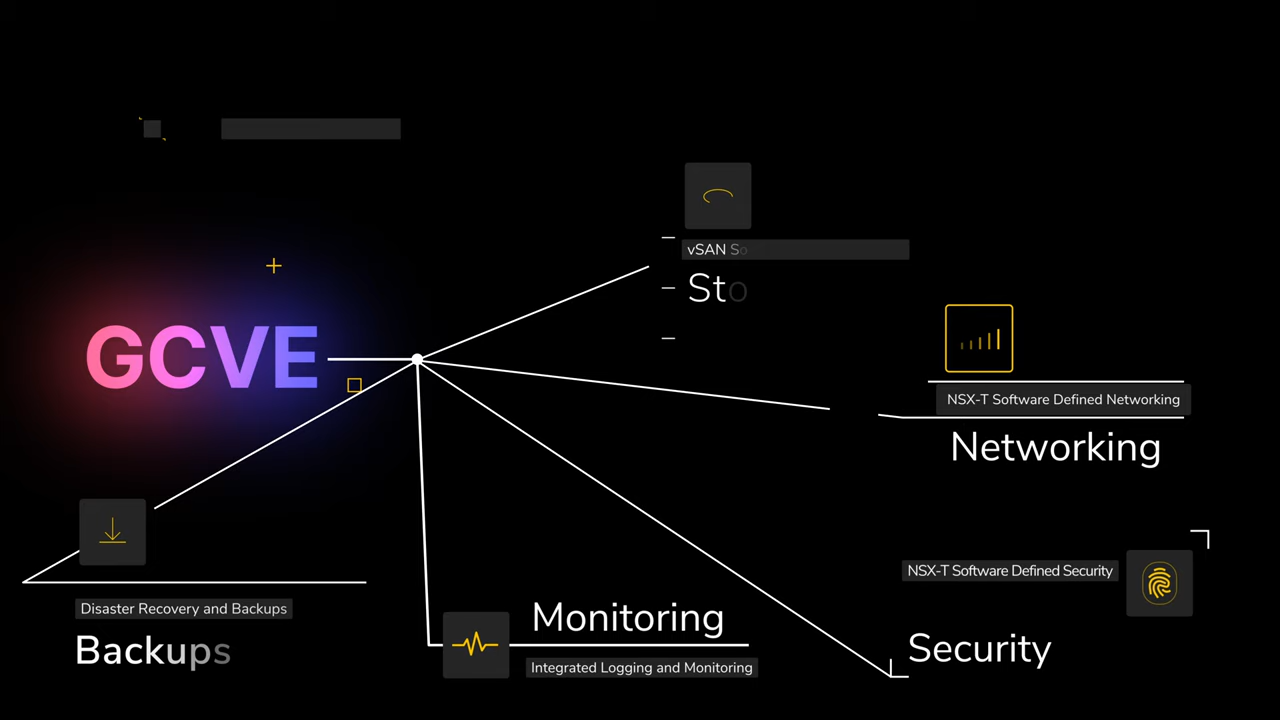 vSAN So
Sto
GCVE
NSX-T Software Defined Networking
Networking
NSX-T Software Defined Security
Security
Disaster Recovery and Backups
Backups
Monitoring
Integrated Logging and Monitoring